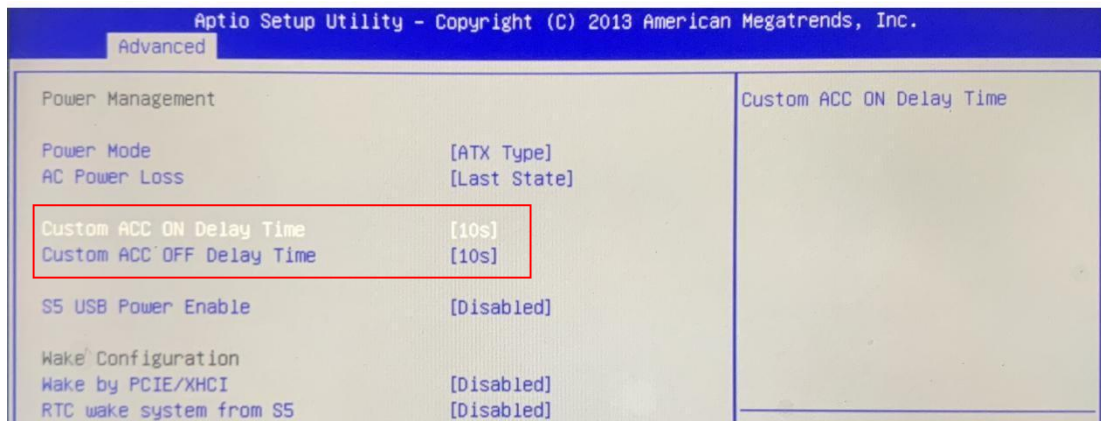 Aptio Setup Utility – Copyright (C) 2013 American Megatrends, Inc.
Advanced
Power Management
Custom ACC ON Delay Time
Power Mode [ATX Type]
AC Power Loss [Last State]
Custom ACC ON Delay Time [10s]
Custom ACC OFF Delay Time [10s]
S5 USB Power Enable [Disabled]
Wake Configuration
Wake by PCIE/XHCI [Disabled]
RTC wake system from S5 [Disabled]